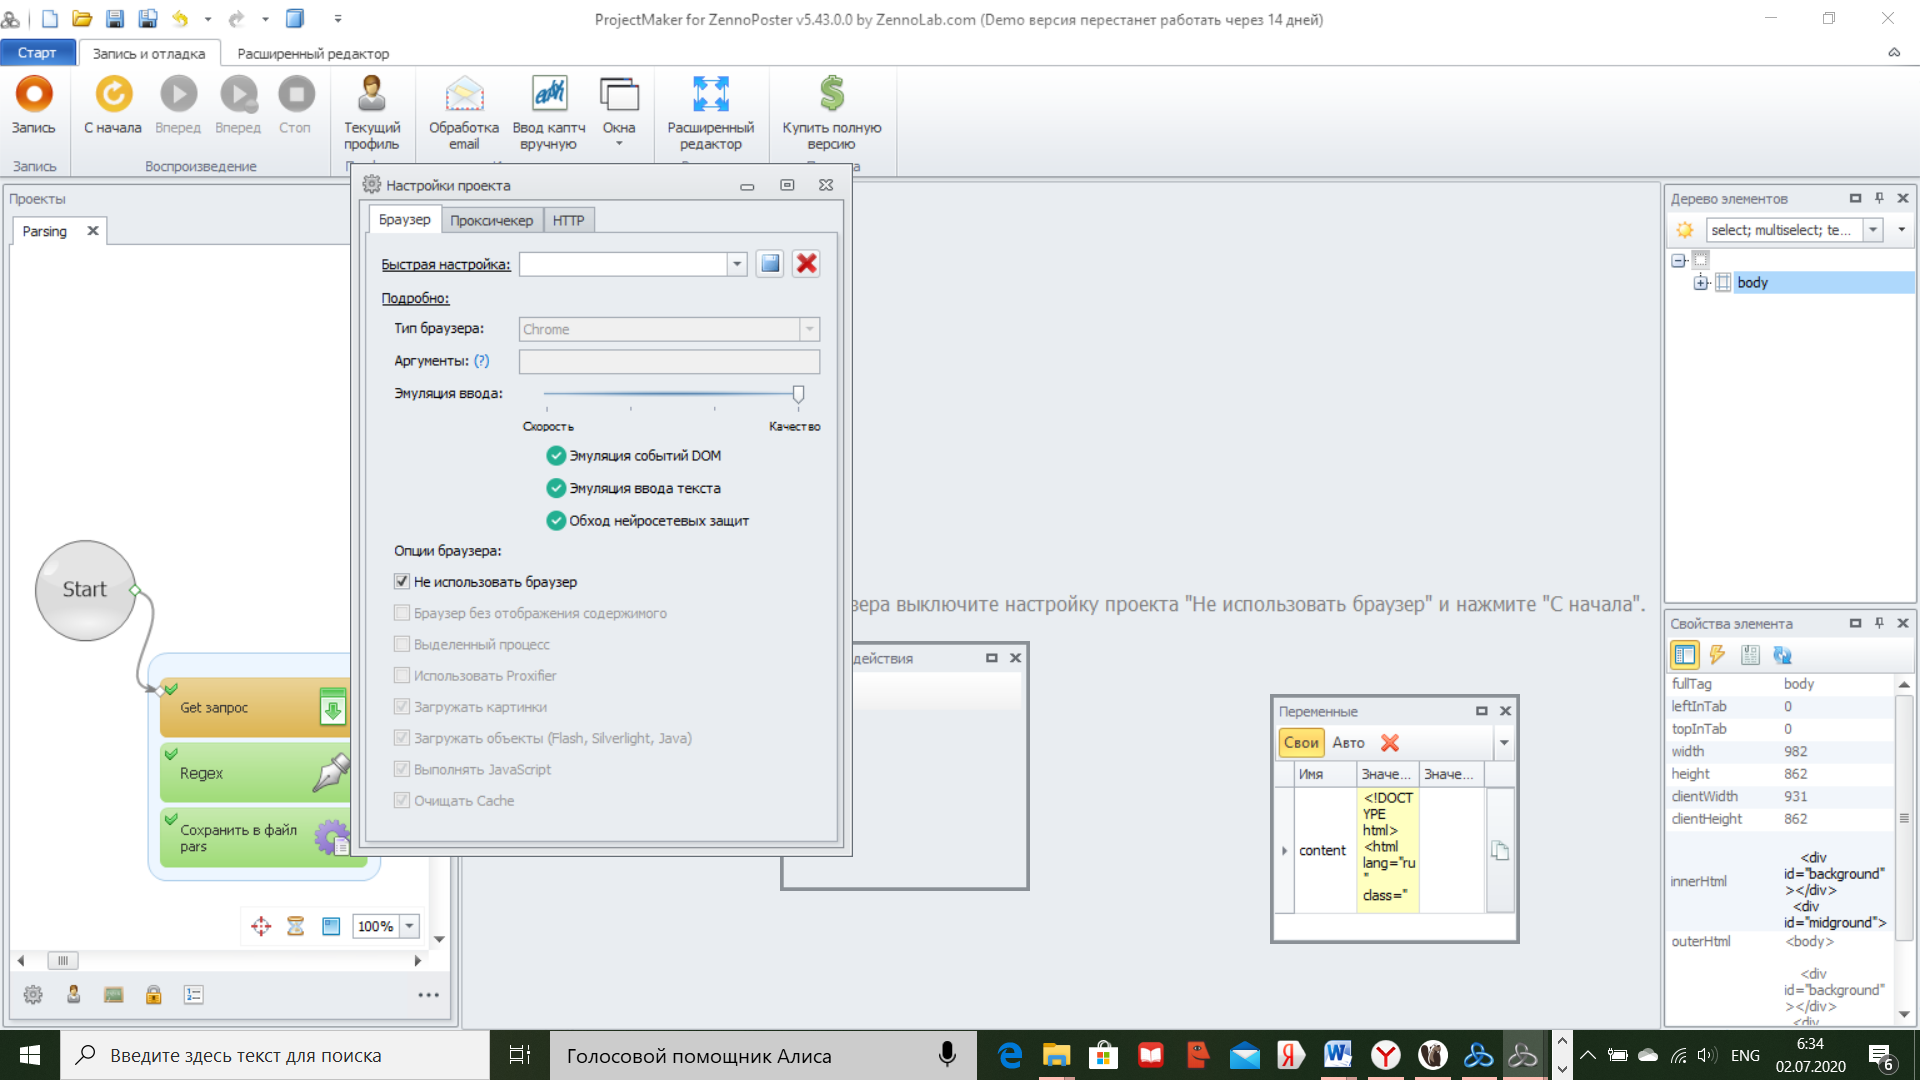 ProjectMaker for ZennoPoster v5.43.0.0 by ZennoLab.com (Demo версия перестанет работать через 14 дней)
Старт
Запись и отладка
Расширенный редактор
Запись
С начала
Вперед
Вперед
Стоп
Текущий
профиль
Обработка
email
Ввод каптч
вручную
Окна
Расширенный
редактор
Купить полную
версию
Запись
Воспроизведение
Проекты
Parsing
Start
Get запрос
Regex
Сохранить в файл
pars
100%
Настройки проекта
Браузер
Проксичекер
HTTP
Быстрая настройка:
Подробно:
Тип браузера:
Chrome
Аргументы: (?)
Эмуляция ввода:
Скорость
Качество
Эмуляция событий DOM
Эмуляция ввода текста
Обход нейросетевых защит
Опции браузера:
Не использовать браузер
Браузер без отображения содержимого
Выделенный процесс
Использовать Proxifier
Загружать картинки
Загружать объекты (Flash, Silverlight, Java)
Выполнять JavaScript
Очищать Cache
зера выключите настройку проекта "Не использовать браузер" и нажмите "С начала".
действия
Переменные
Свои
Авто
Имя
Значе...
Значе...
content
<!DOCT
YPE
html>
<html
lang="ru
"
class="
Дерево элементов
select; multiselect; te...
body
Свойства элемента
fullTag body
leftInTab 0
topInTab 0
width 982
height 862
clientWidth 931
clientHeight 862
innerHtml
<div
id="background"
></div>
<div
id="midground">
outerHtml <body>
<div
id="background"
></div>
<div
Введите здесь текст для поиска
Голосовой помощник Алиса
ENG
6:34
02.07.2020
6